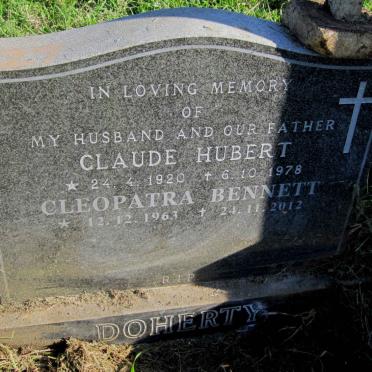 IN LOVING MEMORY
OF
MY HUSBAND AND OUR FATHER
CLAUDE HUBERT
★ 24.4.1920 ✝ 6.10.1978
CLEOPATRA BENNETT
★ 12.12.1963 ✝ 24.11.2012
R.I.P.
DOHERTY